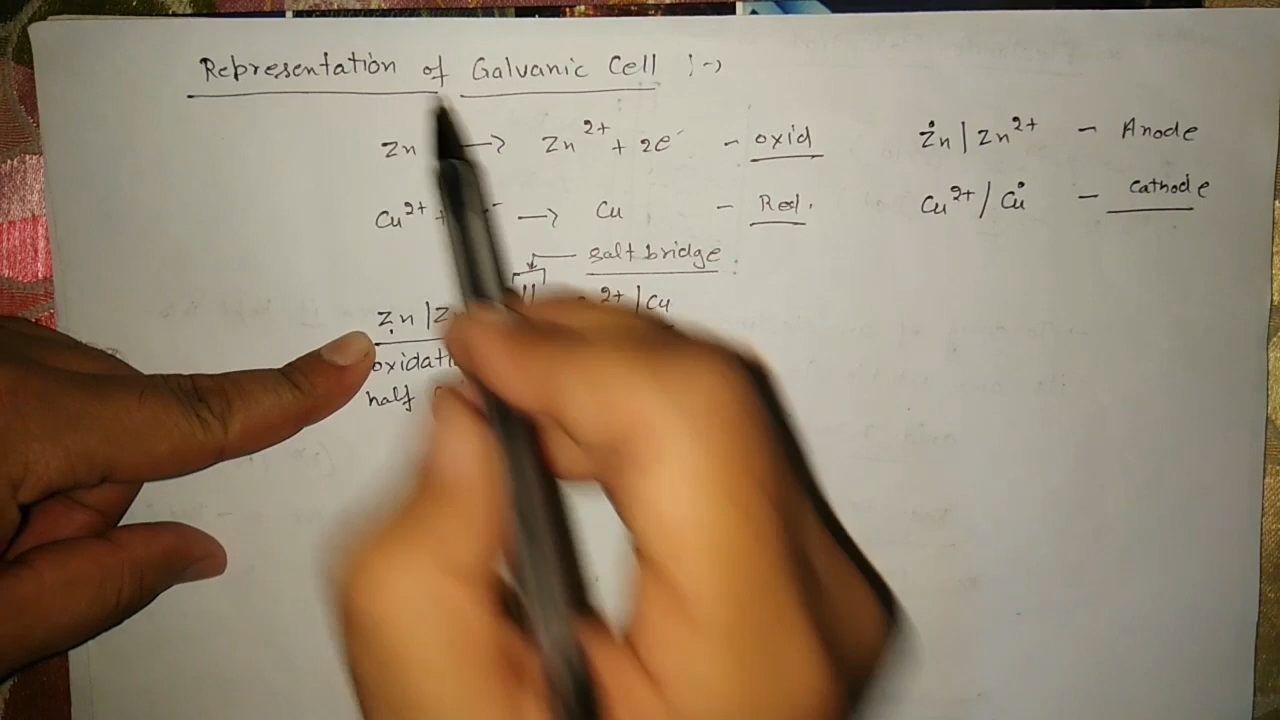 Representation of Galvanic Cell :→
Zn → Zn2+ + 2e- - oxid
Zn | Zn2+ - Anode
Cu2+ + → Cu - Red.
Cu2+ / Cu - Cathode
salt bridge
Zn | || 2+ | Cu
half